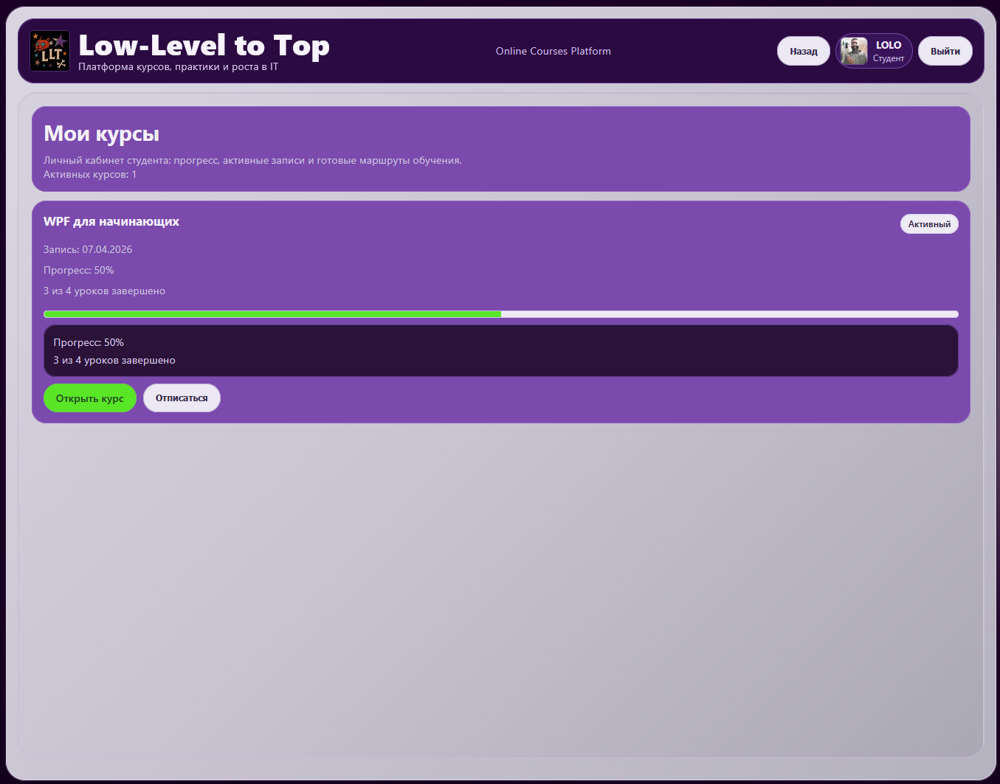 LLT
Low-Level to Top
Платформа курсов, практики и роста в IT
Online Courses Platform
Назад
LOLO
Студент
Выйти
Мои курсы
Личный кабинет студента: прогресс, активные записи и готовые маршруты обучения.
Активных курсов: 1
WPF для начинающих
Активный
Запись: 07.04.2026
Прогресс: 50%
3 из 4 уроков завершено
Прогресс: 50%
3 из 4 уроков завершено
Открыть курс
Отписаться